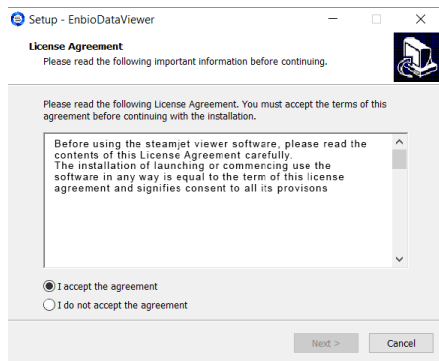 Setup - EnbioDataViewer
License Agreement
Please read the following important information before continuing.
Please read the following License Agreement. You must accept the terms of this
agreement before continuing with the installation.
Before using the steamjet viewer software, please read the
contents of this License Agreement carefully.
The installation of launching or commencing use the
software in any way is equal to the term of this license
agreement and signifies consent to all its provisons
I accept the agreement
I do not accept the agreement
Next >
Cancel